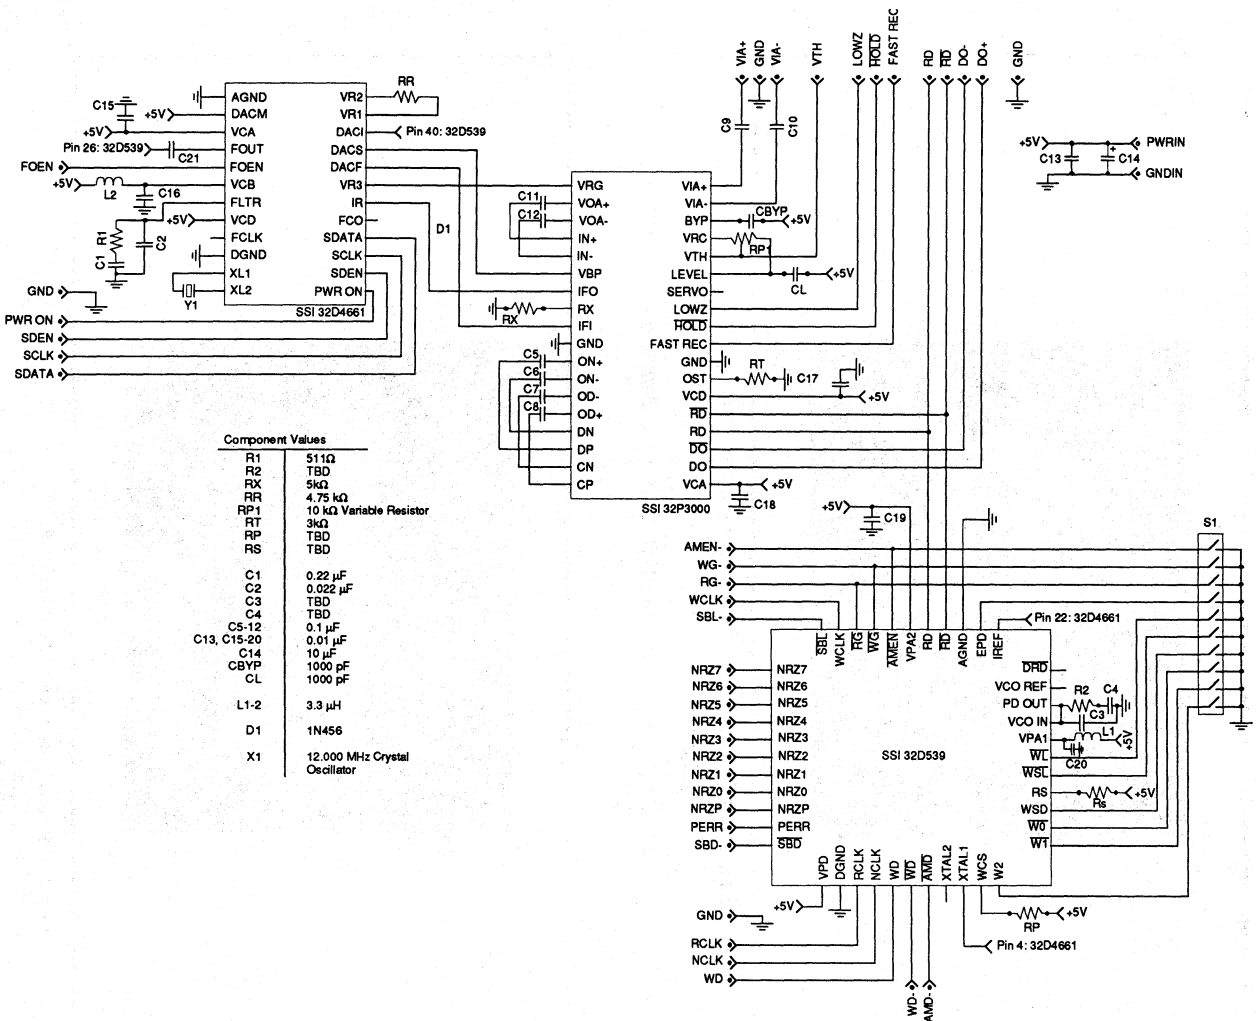 VIA+
GND
VIA-
VTH
LOWZ
HOLD
FAST REC
RD
RD
DO-
DO+
GND
C15
+5V
+5V
Pin 26: 32D539
C21
FOEN
+5V
L2
C16
+5V
R1
C1
C2
Y1
GND
PWR ON
SDEN
SCLK
SDATA
AGND
DACM
VCA
FOUT
FOEN
VCB
FLTR
VCD
FCLK
DGND
XL1
XL2
VR2
VR1
DACI
DACS
DACF
VR3
IR
FCO
SDATA
SCLK
SDEN
PWR ON
SSI 32D4661
RR
Pin 40: 32D539
D1
C11
C12
RX
C5
C6
C7
C8
VRG
VOA+
VOA-
IN+
IN-
VBP
IFO
RX
IFI
GND
ON+
ON-
OD-
OD+
DN
DP
CN
CP
VIA+
VIA-
BYP
VRC
VTH
LEVEL
SERVO
LOWZ
HOLD
FAST REC
GND
OST
VCD
RD
RD
DO
DO
VCA
SSI 32P3000
C9
C10
CBYP
+5V
RP1
CL
+5V
RT
C17
+5V
+5V
C18
+5V
C13
C14
PWRIN
GNDIN
Component Values
R1 511Ω
R2 TBD
RX 5kΩ
RR 4.75 kΩ
RP1 10 kΩ Variable Resistor
RT 3kΩ
RP TBD
RS TBD
C1 0.22 µF
C2 0.022 µF
C3 TBD
C4 TBD
C5-12 0.1 µF
C13, C15-20 0.01 µF
C14 10 µF
CBYP 1000 pF
CL 1000 pF
L1-2 3.3 µH
D1 1N456
X1 12.000 MHz Crystal
Oscillator
+5V
C19
S1
AMEN-
WG-
RG-
WCLK
SBL-
Pin 22: 32D4661
SBL
WCLK
RG
WG
AMEN
VPA2
RD
RD
AGND
EPD
IREF
NRZ7
NRZ6
NRZ5
NRZ4
NRZ3
NRZ2
NRZ1
NRZ0
NRZP
PERR
SBD-
NRZ7
NRZ6
NRZ5
NRZ4
NRZ3
NRZ2
NRZ1
NRZ0
NRZP
PERR
SBD
SSI 32D539
DRD
VCO REF
PD OUT
VCO IN
VPA1
WL
WSL
RS
WSD
W0
W1
R2
C4
C3
L1
+5V
C20
Rs
+5V
VPD
DGND
RCLK
NCLK
WD
WD
AMD
XTAL2
XTAL1
WCS
W2
+5V
GND
RCLK
NCLK
WD
WD-
AMD-
RP
+5V
Pin 4: 32D4661